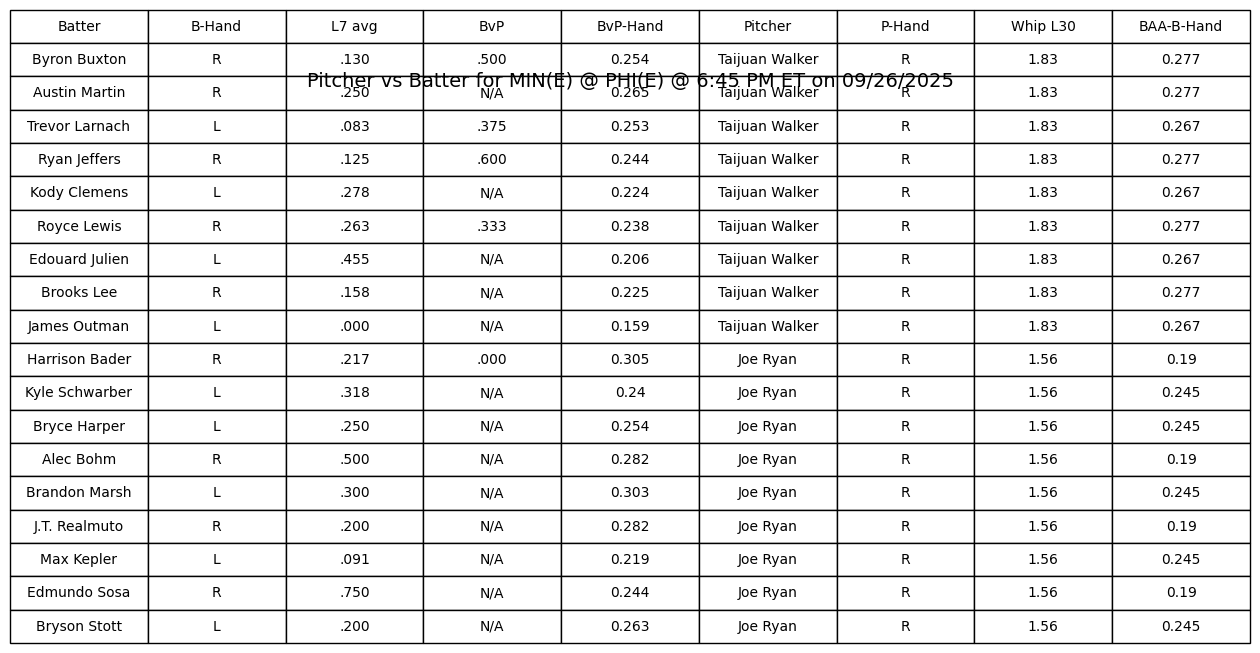 Batter B-Hand L7 avg BvP BvP-Hand Pitcher P-Hand Whip L30 BAA-B-Hand
Byron Buxton R .130 .500 0.254 Taijuan Walker R 1.83 0.277
Pitcher vs Batter for MIN(E) @ PHI(E) @ 6:45 PM ET on 09/26/2025
Austin Martin R .250 N/A 0.265 Taijuan Walker R 1.83 0.277
Trevor Larnach L .083 .375 0.253 Taijuan Walker R 1.83 0.267
Ryan Jeffers R .125 .600 0.244 Taijuan Walker R 1.83 0.277
Kody Clemens L .278 N/A 0.224 Taijuan Walker R 1.83 0.267
Royce Lewis R .263 .333 0.238 Taijuan Walker R 1.83 0.277
Edouard Julien L .455 N/A 0.206 Taijuan Walker R 1.83 0.267
Brooks Lee R .158 N/A 0.225 Taijuan Walker R 1.83 0.277
James Outman L .000 N/A 0.159 Taijuan Walker R 1.83 0.267
Harrison Bader R .217 .000 0.305 Joe Ryan R 1.56 0.19
Kyle Schwarber L .318 N/A 0.24 Joe Ryan R 1.56 0.245
Bryce Harper L .250 N/A 0.254 Joe Ryan R 1.56 0.245
Alec Bohm R .500 N/A 0.282 Joe Ryan R 1.56 0.19
Brandon Marsh L .300 N/A 0.303 Joe Ryan R 1.56 0.245
J.T. Realmuto R .200 N/A 0.282 Joe Ryan R 1.56 0.19
Max Kepler L .091 N/A 0.219 Joe Ryan R 1.56 0.245
Edmundo Sosa R .750 N/A 0.244 Joe Ryan R 1.56 0.19
Bryson Stott L .200 N/A 0.263 Joe Ryan R 1.56 0.245